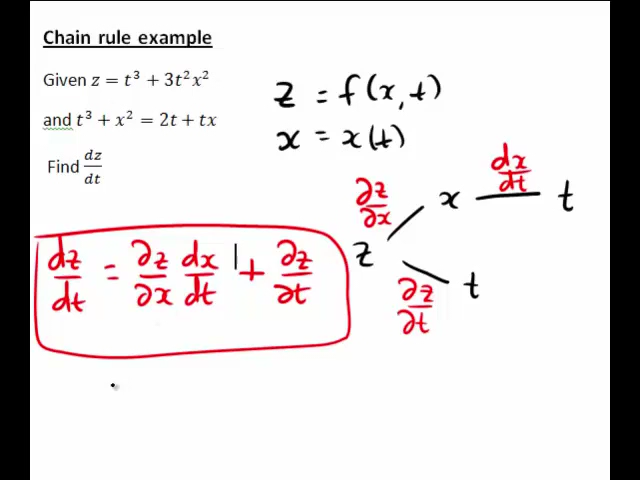 Chain rule example
Given z = t³ + 3t²x²
and t³ + x² = 2t + tx
Find dz/dt
z = f(x, t)
x = x(t)
∂z/∂x x dx/dt t
z
∂z/∂t t
dz/dt = ∂z/∂x dx/dt + ∂z/∂t